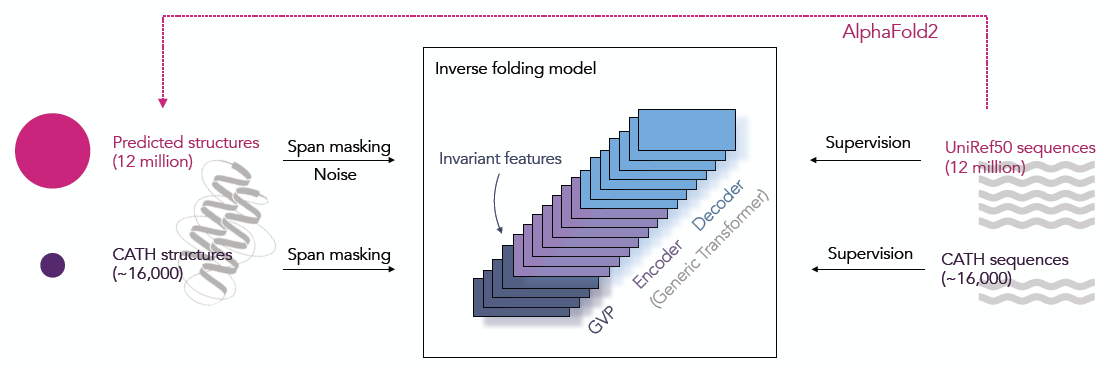 AlphaFold2
Inverse folding model
Predicted structures
(12 million)
Span masking
Noise
Invariant features
Supervision
UniRef50 sequences
(12 million)
CATH structures
(~16,000)
Span masking
GVP
Encoder
Decoder
(Generic Transformer)
Supervision
CATH sequences
(~16,000)